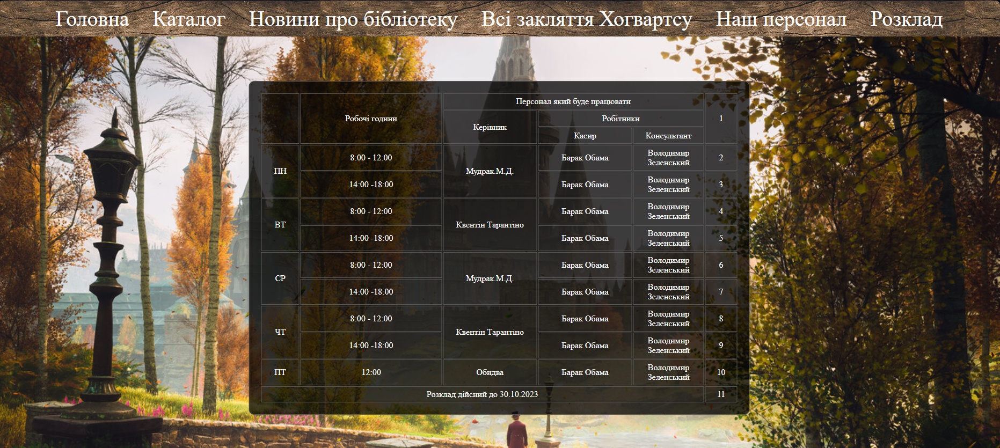 Головна Каталог Новини про бібліотеку Всі закляття Хогвартсу Наш персонал Розклад
Персонал який буде працювати
Робочі години
Робітники
1
Керівник
Касир
Консультант
ПН
8:00 - 12:00
Мудрак.М.Д.
Барак Обама
Володимир
Зеленський
2
14:00 -18:00
Барак Обама
Володимир
Зеленський
3
ВТ
8:00 - 12:00
Квентін Тарантіно
Барак Обама
Володимир
Зеленський
4
14:00 -18:00
Барак Обама
Володимир
Зеленський
5
СР
8:00 - 12:00
Мудрак.М.Д.
Барак Обама
Володимир
Зеленський
6
14:00 -18:00
Барак Обама
Володимир
Зеленський
7
ЧТ
8:00 - 12:00
Квентін Тарантіно
Барак Обама
Володимир
Зеленський
8
14:00 -18:00
Барак Обама
Володимир
Зеленський
9
ПТ
12:00
Обидва
Барак Обама
Володимир
Зеленський
10
Розклад дійсний до 30.10.2023
11